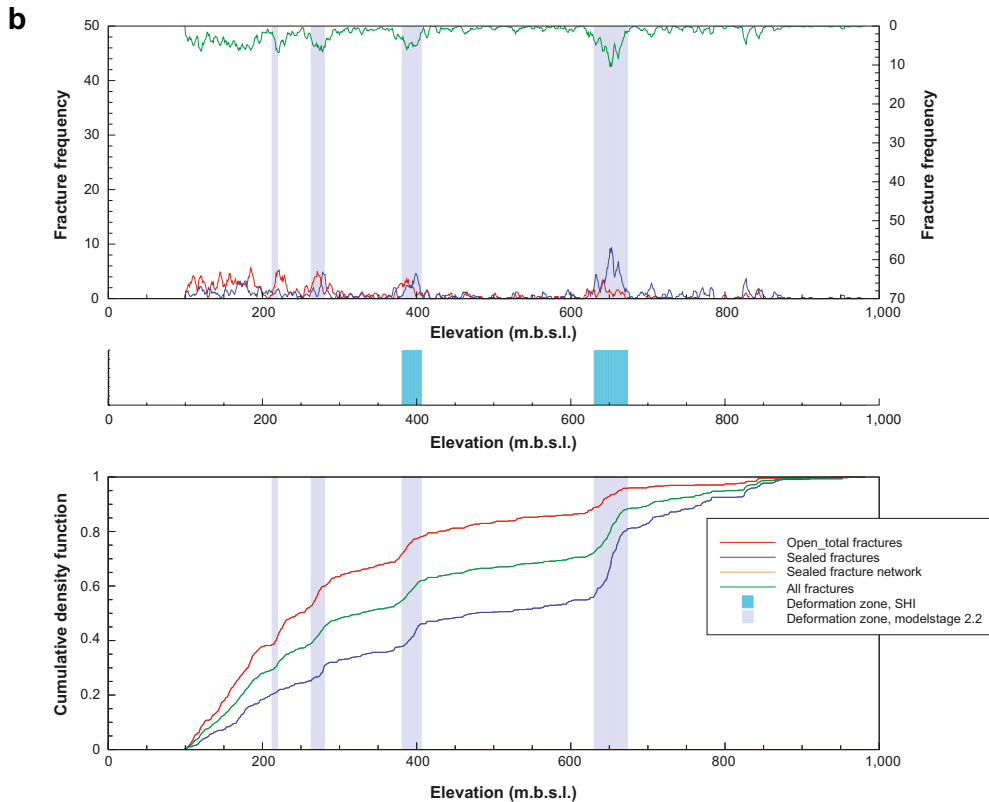 b
50
40
30
20
10
0
Fracture frequency
0
10
20
30
40
50
60
70
Fracture frequency
0
200
400
600
800
1,000
Elevation (m.b.s.l.)
0
200
400
600
800
1,000
Elevation (m.b.s.l.)
1
0.8
0.6
0.4
0.2
0
Cumulative density function
Open_total fractures
Sealed fractures
Sealed fracture network
All fractures
Deformation zone, SHI
Deformation zone, modelstage 2.2
0
200
400
600
800
1,000
Elevation (m.b.s.l.)